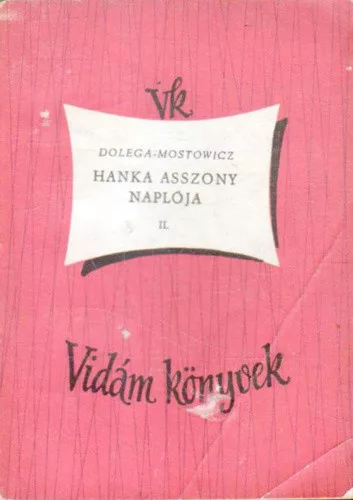 vk
DOLEGA-MOSTOWICZ
HANKA ASSZONY
NAPLÓJA
II.
Vidám könyvek